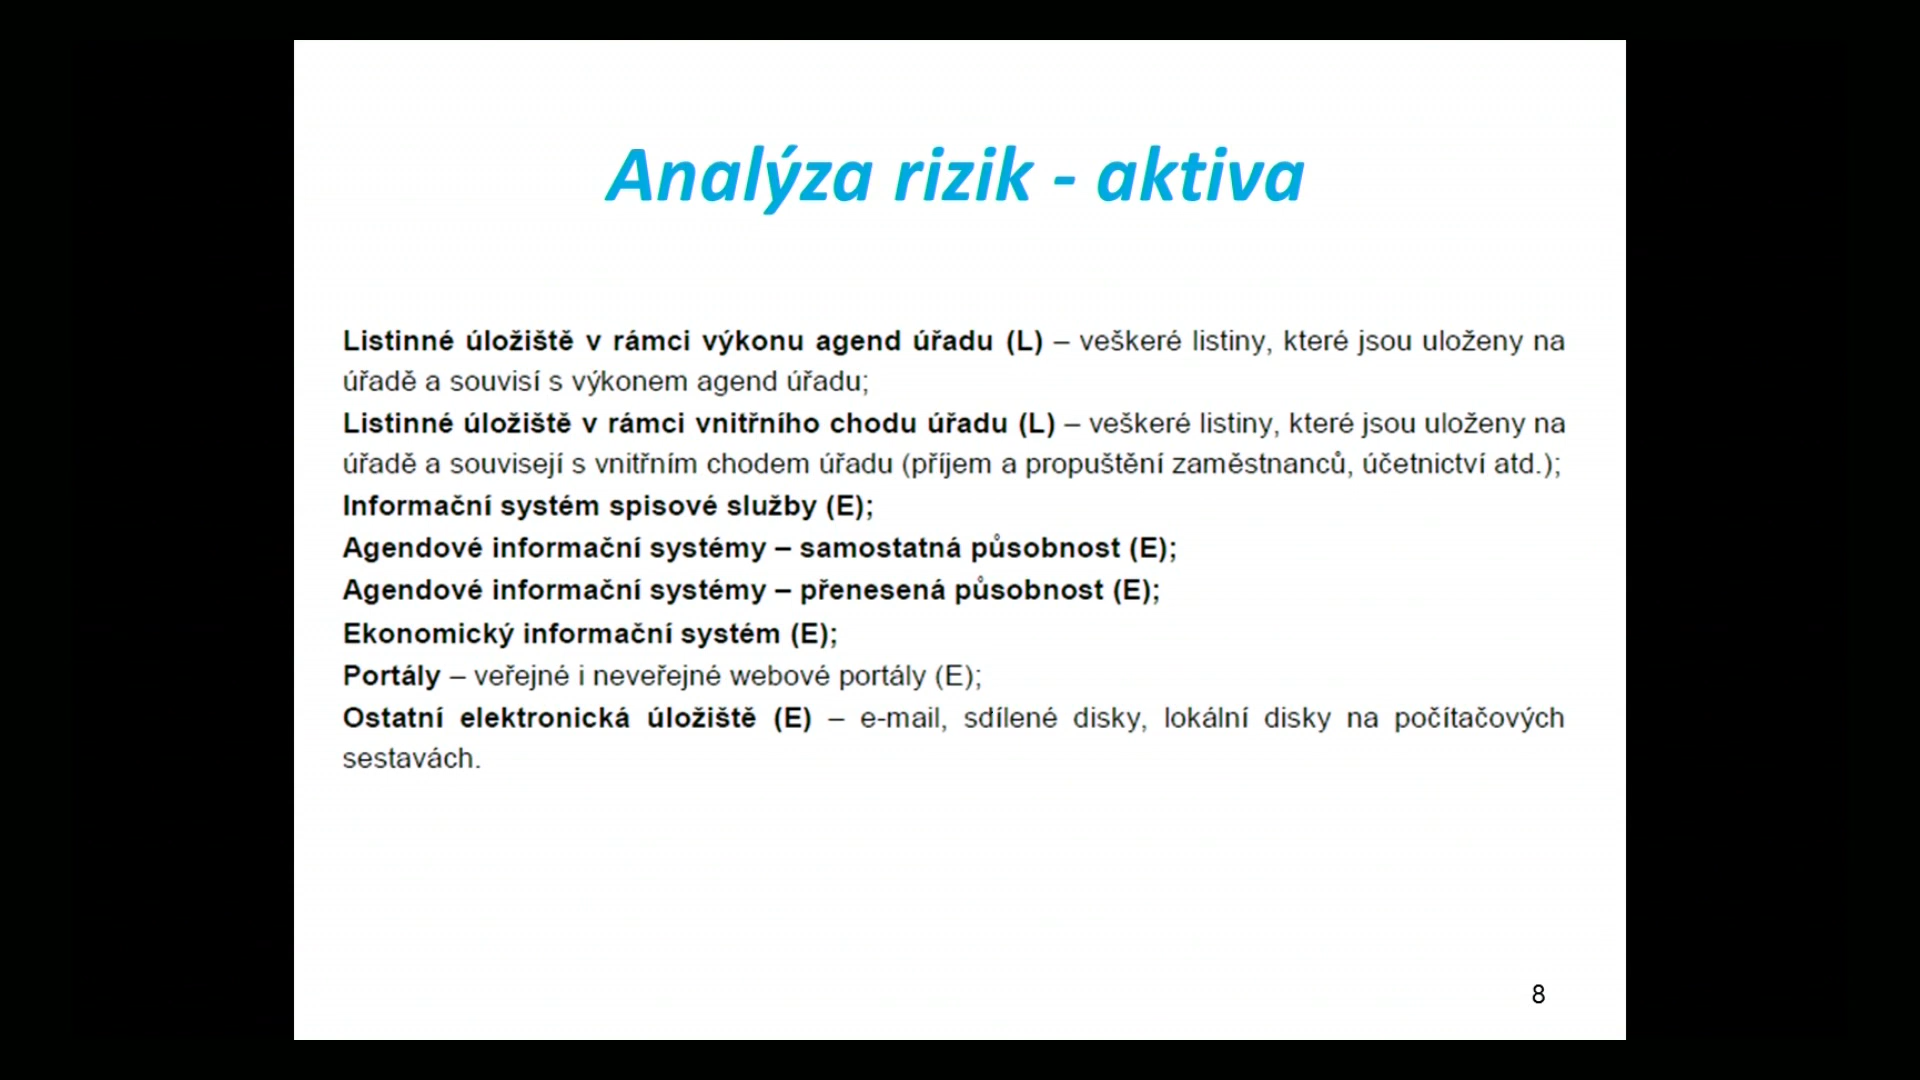 Analýza rizik - aktiva
Listinné úložiště v rámci výkonu agend úřadu (L) – veškeré listiny, které jsou uloženy na
úřadě a souvisí s výkonem agend úřadu;
Listinné úložiště v rámci vnitřního chodu úřadu (L) – veškeré listiny, které jsou uloženy na
úřadě a souvisejí s vnitřním chodem úřadu (příjem a propuštění zaměstnanců, účetnictví atd.);
Informační systém spisové služby (E);
Agendové informační systémy – samostatná působnost (E);
Agendové informační systémy – přenesená působnost (E);
Ekonomický informační systém (E);
Portály – veřejné i neveřejné webové portály (E);
Ostatní elektronická úložiště (E) – e-mail, sdílené disky, lokální disky na počítačových
sestavách.
8